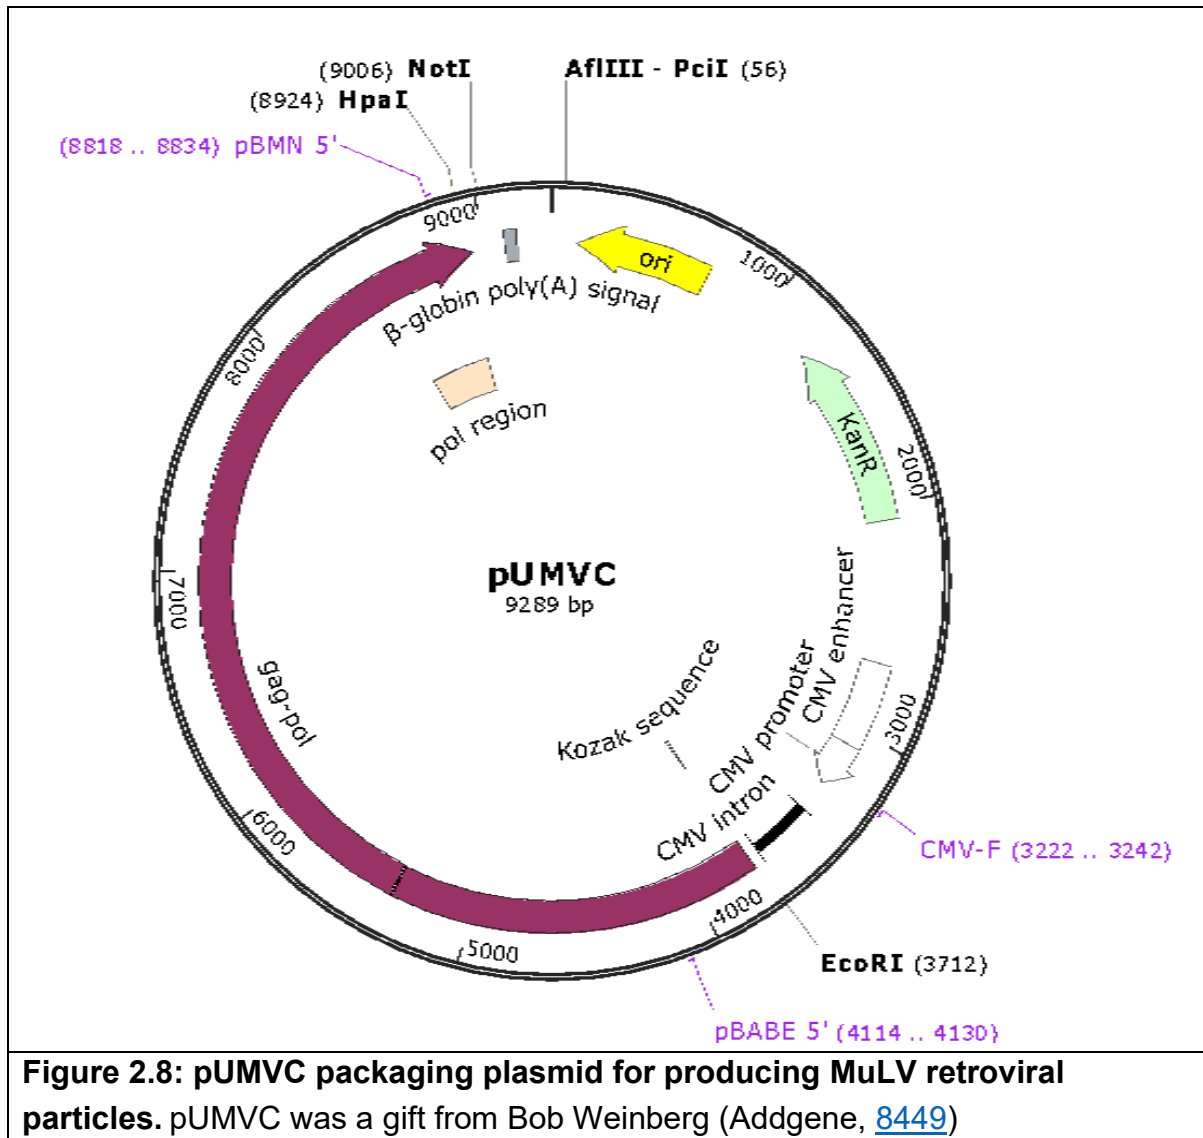 (9006) NotI
AflIII - PciI (56)
(8924) HpaI
(8818 .. 8834) pBMN 5'
9000
ori
1000
β-globin poly(A) signal
8000
pol region
KanR
2000
pUMVC
9289 bp
7000
CMV enhancer
CMV promoter
Kozak sequence
gag-pol
3000
CMV intron
6000
CMV-F (3222 .. 3242)
4000
5000
EcoRI (3712)
pBABE 5' (4114 .. 4130)
Figure 2.8: pUMVC packaging plasmid for producing MuLV retroviral
particles. pUMVC was a gift from Bob Weinberg (Addgene, 8449)